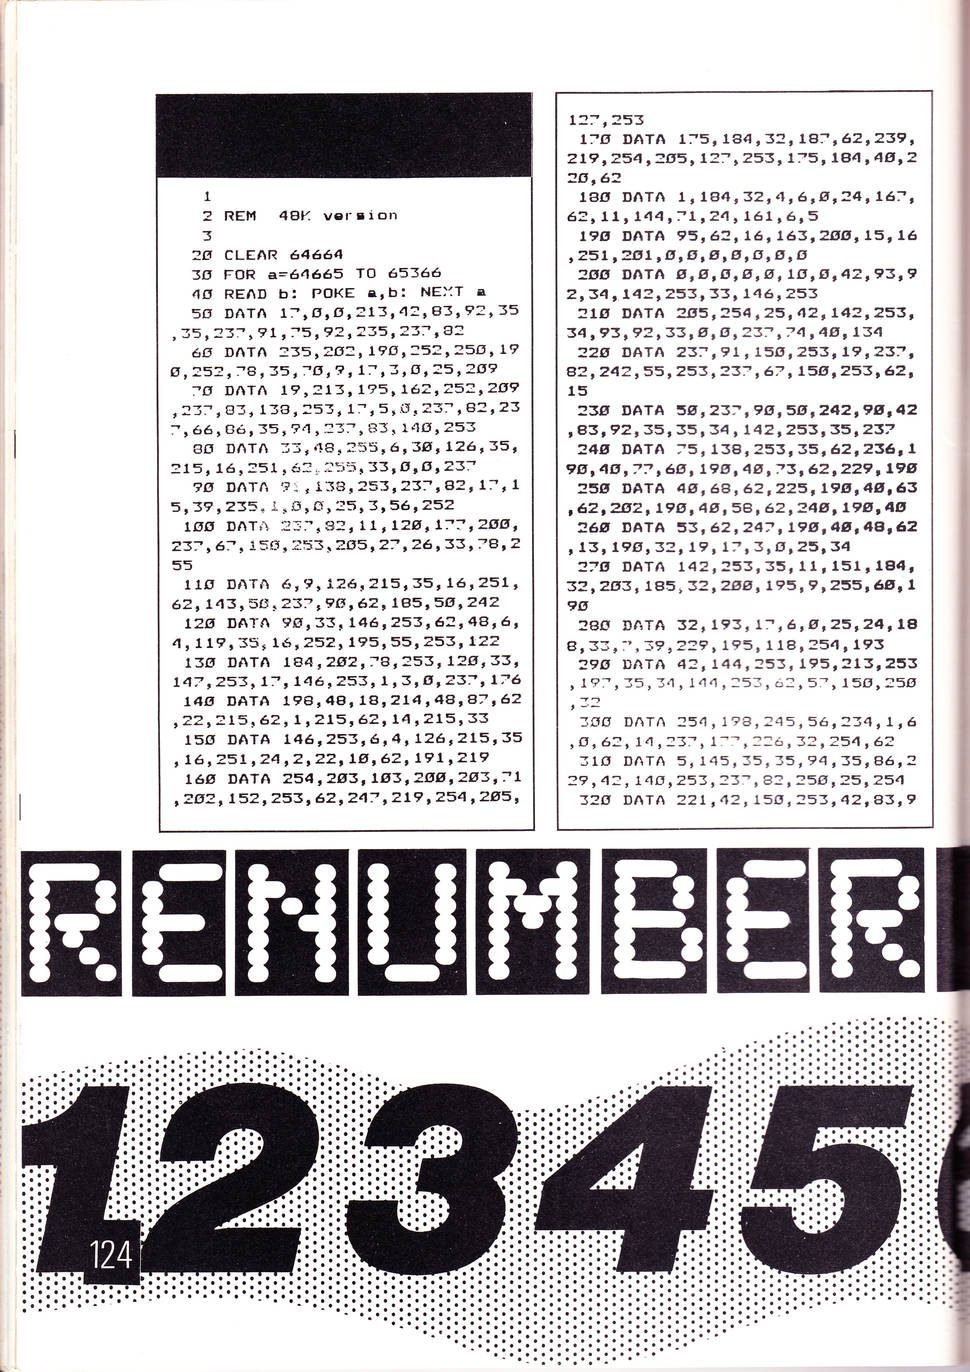 1
2 REM 48K version
3
20 CLEAR 64664
30 FOR a=64665 TO 65366
40 READ b: POKE a,b: NEXT a
50 DATA 17,0,0,213,42,83,92,35
,35,237,91,75,92,235,237,82
60 DATA 235,202,190,252,250,19
0,252,78,35,70,9,17,3,0,25,209
70 DATA 19,213,195,162,252,209
,237,83,138,253,17,5,0,237,82,23
7,66,86,35,94,237,83,140,253
80 DATA 33,48,255,6,30,126,35,
215,16,251,62,255,33,0,0,237
90 DATA 91,138,253,237,82,17,1
5,39,235,1,0,0,25,3,56,252
100 DATA 237,82,11,120,177,200,
237,67,150,253,205,27,26,33,78,2
55
110 DATA 6,9,126,215,35,16,251,
62,143,50,237,90,62,185,50,242
120 DATA 90,33,146,253,62,48,6,
4,119,35,16,252,195,55,253,122
130 DATA 184,202,78,253,120,33,
147,253,17,146,253,1,3,0,237,176
140 DATA 198,48,18,214,48,87,62
,22,215,62,1,215,62,14,215,33
150 DATA 146,253,6,4,126,215,35
,16,251,24,2,22,10,62,191,219
160 DATA 254,203,103,200,203,71
,202,152,253,62,247,219,254,205,
127,253
170 DATA 175,184,32,187,62,239,
219,254,205,127,253,175,184,40,2
20,62
180 DATA 1,184,32,4,6,0,24,167,
62,11,144,71,24,161,6,5
190 DATA 95,62,16,163,200,15,16
,251,201,0,0,0,0,0,0,0
200 DATA 0,0,0,0,0,10,0,42,93,9
2,34,142,253,33,146,253
210 DATA 205,254,25,42,142,253,
34,93,92,33,0,0,237,74,40,134
220 DATA 237,91,150,253,19,237,
82,242,55,253,237,67,150,253,62,
15
230 DATA 50,237,90,50,242,90,42
,83,92,35,35,34,142,253,35,237
240 DATA 75,138,253,35,62,236,1
90,40,77,60,190,40,73,62,229,190
250 DATA 40,68,62,225,190,40,63
,62,202,190,40,58,62,240,190,40
260 DATA 53,62,247,190,40,48,62
,13,190,32,19,17,3,0,25,34
270 DATA 142,253,35,11,151,184,
32,203,185,32,200,195,9,255,60,1
90
280 DATA 32,193,17,6,0,25,24,18
8,33,7,39,229,195,118,254,193
290 DATA 42,144,253,195,213,253
,197,35,34,144,253,62,57,150,250
,32
300 DATA 254,198,245,56,234,1,6
,0,62,14,237,177,226,32,254,62
310 DATA 5,145,35,35,94,35,86,2
29,42,140,253,237,82,250,25,254
320 DATA 221,42,150,253,42,83,9
RENUMBER
12345
124